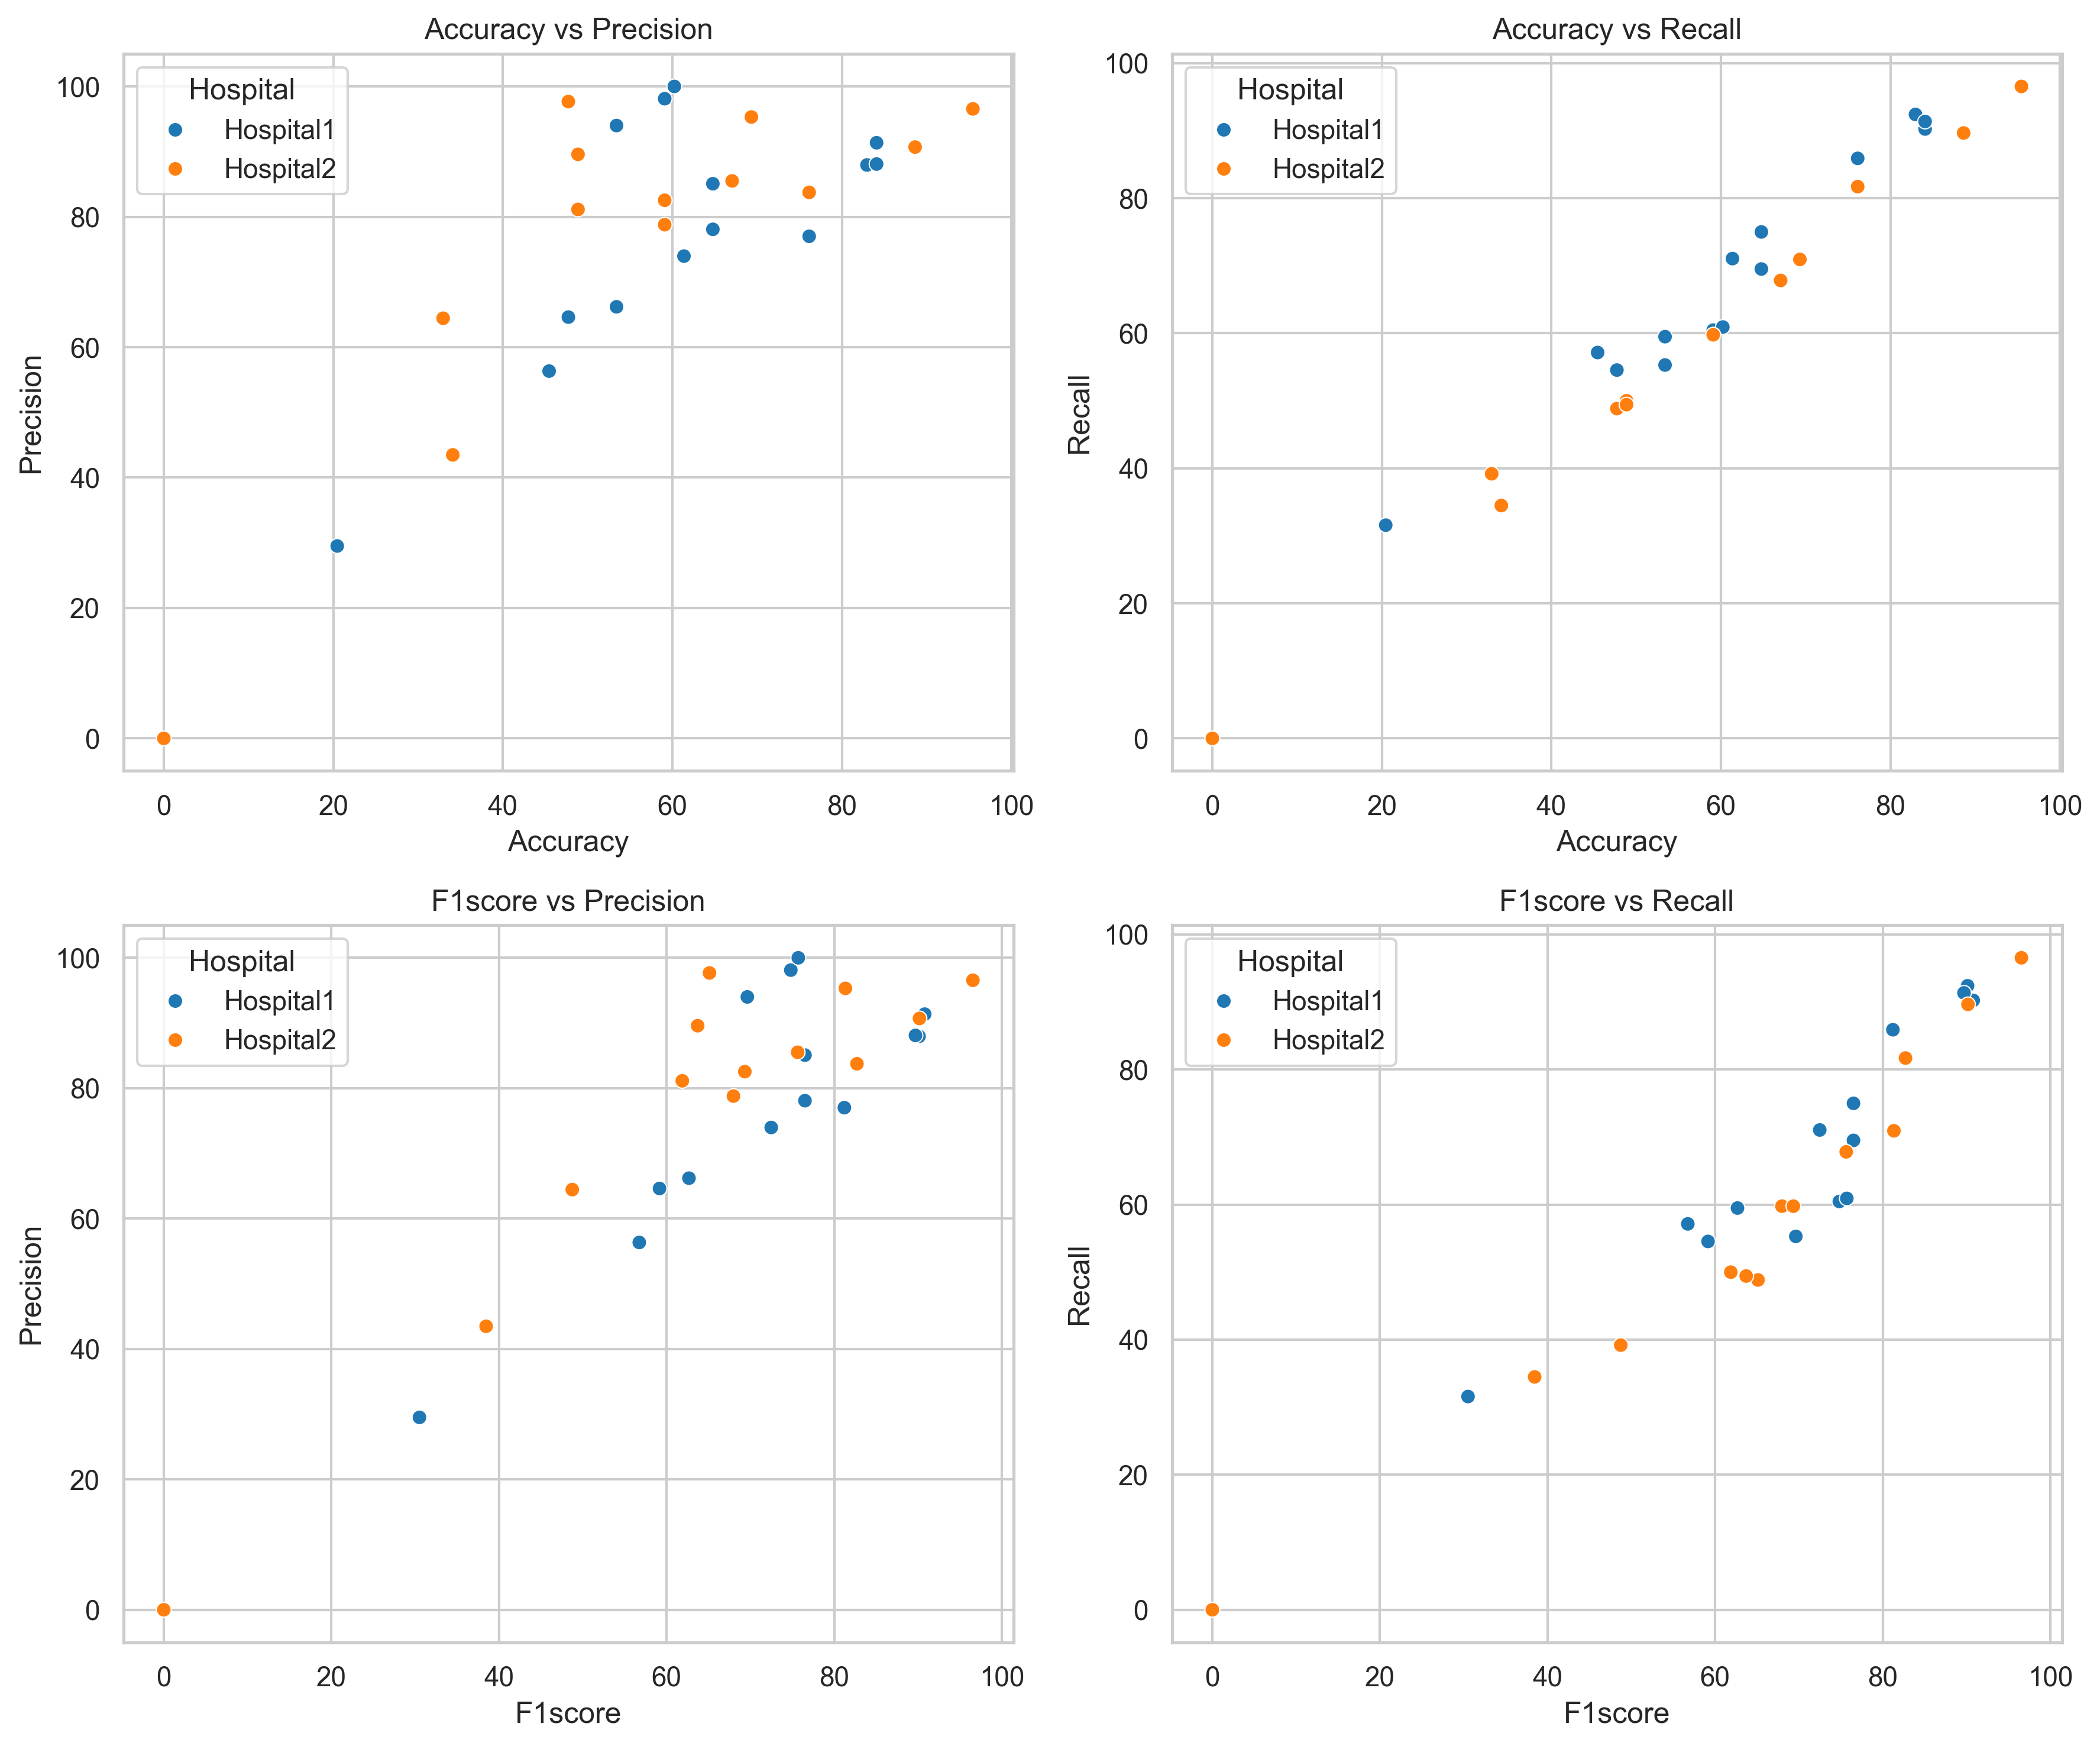 Accuracy vs Precision
Hospital
Hospital1
Hospital2
Precision
100
80
60
40
20
0
0 20 40 60 80 100
Accuracy
Accuracy vs Recall
Hospital
Hospital1
Hospital2
Recall
100
80
60
40
20
0
0 20 40 60 80 100
Accuracy
F1score vs Precision
Hospital
Hospital1
Hospital2
Precision
100
80
60
40
20
0
0 20 40 60 80 100
F1score
F1score vs Recall
Hospital
Hospital1
Hospital2
Recall
100
80
60
40
20
0
0 20 40 60 80 100
F1score